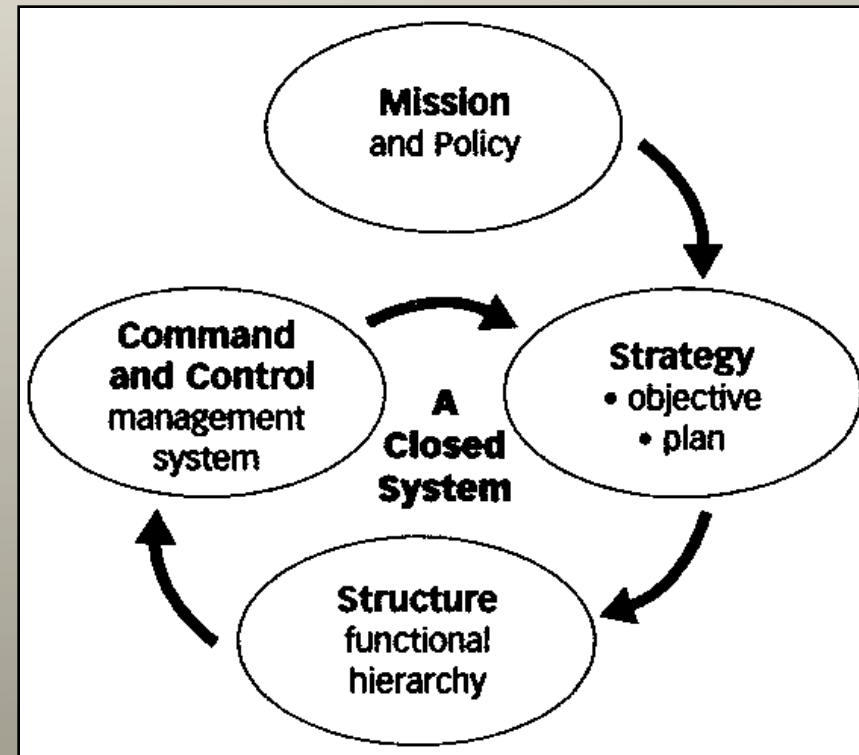 Mission
and Policy
Command
and Control
management
system
A
Closed
System
Strategy
• objective
• plan
Structure
functional
hierarchy